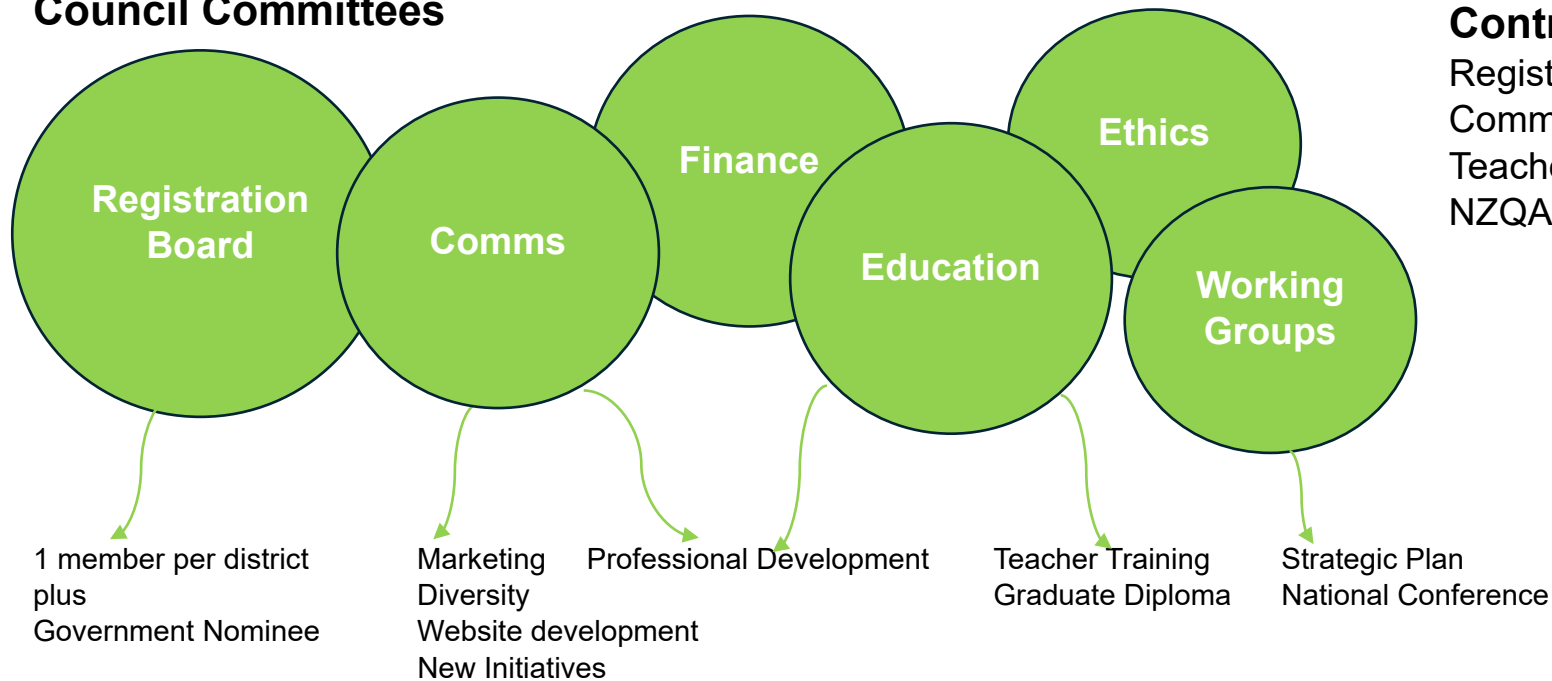 Council Committees
Registration
Board
Comms
Finance
Education
Ethics
Working
Groups
1 member per district
plus
Government Nominee
Marketing
Diversity
Website development
New Initiatives
Professional Development
Teacher Training
Graduate Diploma
Strategic Plan
National Conference
NZQA